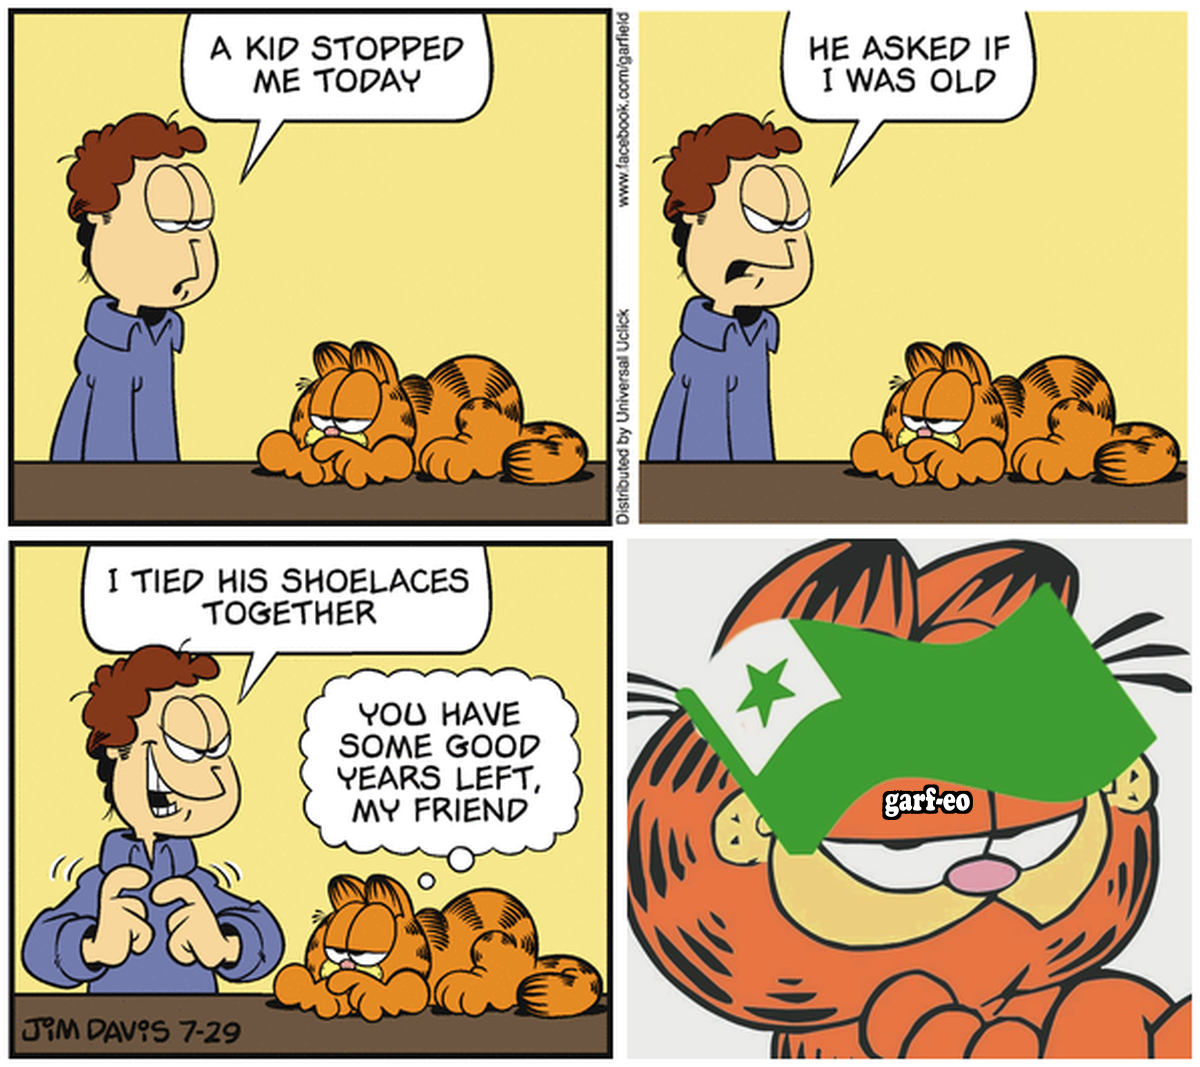 A KID STOPPED
ME TODAY
www.facebook.com/garfield
Distributed by Universal Uclick
HE ASKED IF
I WAS OLD
I TIED HIS SHOELACES
TOGETHER
YOU HAVE
SOME GOOD
YEARS LEFT,
MY FRIEND
JiM DAViS 7-29
garf-eo